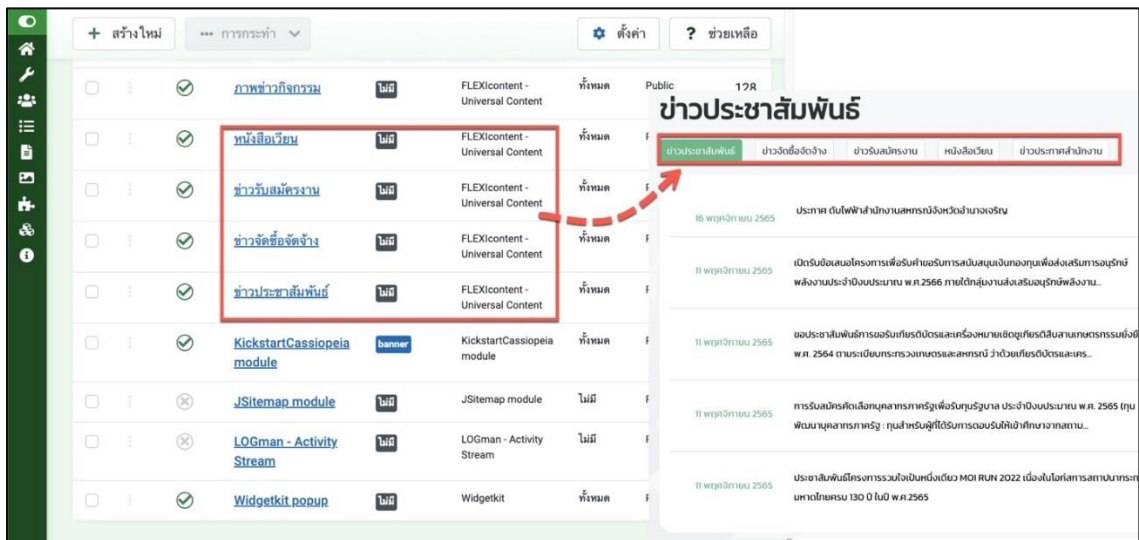 + สร้างใหม่
••• การกระทำ
ตั้งค่า
? ช่วยเหลือ
ภาพข่าวกิจกรรม ไม่มี FLEXIcontent - Universal Content ทั้งหมด Public 128
หนังสือเวียน ไม่มี FLEXIcontent - Universal Content ทั้งหมด
ข่าวรับสมัครงาน ไม่มี FLEXIcontent - Universal Content ทั้งหมด
ข่าวจัดซื้อจัดจ้าง ไม่มี FLEXIcontent - Universal Content ทั้งหมด
ข่าวประชาสัมพันธ์ ไม่มี FLEXIcontent - Universal Content ทั้งหมด
KickstartCassiopeia module banner KickstartCassiopeia module ทั้งหมด
JSitemap module ไม่มี JSitemap module ไม่มี
LOGman - Activity Stream ไม่มี LOGman - Activity Stream ไม่มี
Widgetkit popup ไม่มี Widgetkit ทั้งหมด
ข่าวประชาสัมพันธ์
ข่าวประชาสัมพันธ์ ข่าวจัดซื้อจัดจ้าง ข่าวรับสมัครงาน หนังสือเวียน ข่าวประกาศสำนักงาน
16 พฤศจิกายน 2565
ประกาศ ดับไฟฟ้าสำนักงานสหกรณ์จังหวัดอำนาจเจริญ
11 พฤศจิกายน 2565
เปิดรับข้อเสนอโครงการเพื่อรับคำขอรับการสนับสนุนเงินกองทุนเพื่อส่งเสริมการอนุรักษ์
พลังงานประจำปีงบประมาณ พ.ศ.2566 ภายใต้กลุ่มงานส่งเสริมอนุรักษ์พลังงาน...
11 พฤศจิกายน 2565
ขอประชาสัมพันธ์การขอรับเกียรติบัตรและเครื่องหมายเชิดชูเกียรติสืบสานเกษตรกรรมยั่งยื
พ.ศ. 2564 ตามระเบียบกระทรวงเกษตรและสหกรณ์ ว่าด้วยเกียรติบัตรและเคร...
11 พฤศจิกายน 2565
การรับสมัครคัดเลือกบุคลากรภาครัฐเพื่อรับทุนรัฐบาล ประจำปีงบประมาณ พ.ศ. 2565 (ทุน
พัฒนาบุคลากรภาครัฐ : ทุนสำหรับผู้ที่ได้รับการตอบรับให้เข้าศึกษาจากสถาบ...
11 พฤศจิกายน 2565
ประชาสัมพันธ์โครงการรวมใจเป็นหนึ่งเดียว MOI RUN 2022 เนื่องในโอกาสการสถาปนากระท
มหาดไทยครบ 130 ปี ในปี พ.ศ.2565